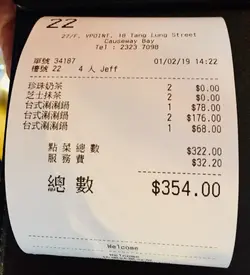 22
27/F, VPOINT, 18 Tang Lung Street
Causeway Bay
Tel : 2323 7098
單號 34187 01/02/19 14:22
檯號 22 4 人 Jeff
珍珠奶茶 2 $0.00
芝士抹茶 2 $0.00
台式涮涮鍋 1 $78.00
台式涮涮鍋 2 $176.00
台式涮涮鍋 1 $68.00
點菜總數 $322.00
服務費 $32.20
總數 $354.00
Welcome